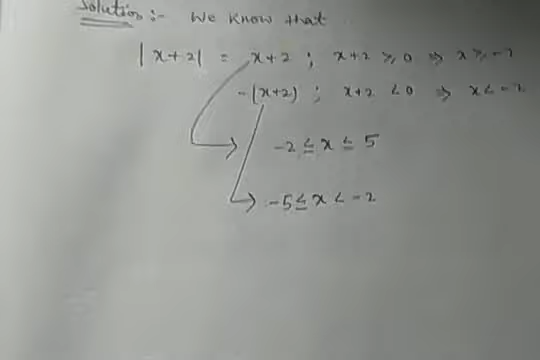 Solution:- We know that
|x+2| = x+2 ; x+2 ≥ 0 ⇒ x ≥ -2
-(x+2) ; x+2 < 0 ⇒ x < -2
-2 ≤ x ≤ 5
-5 ≤ x < -2